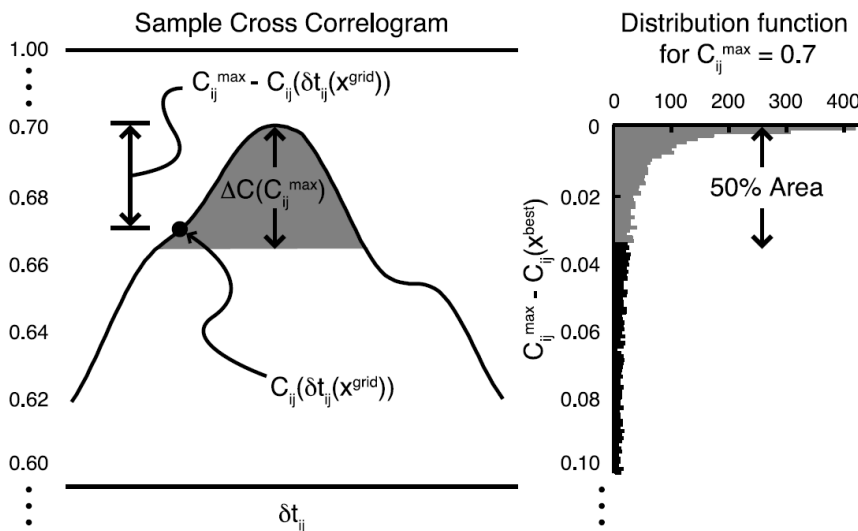 Sample Cross Correlogram
1.00
0.70
0.68
0.66
0.64
0.62
0.60
C_ij^max - C_ij(δt_ij(x^grid))
ΔC(C_ij^max)
C_ij(δt_ij(x^grid))
δt_ij
Distribution function
for C_ij^max = 0.7
0 100 200 300 400
0
0.02
0.04
0.06
0.08
0.10
C_ij^max - C_ij(x^best)
50% Area